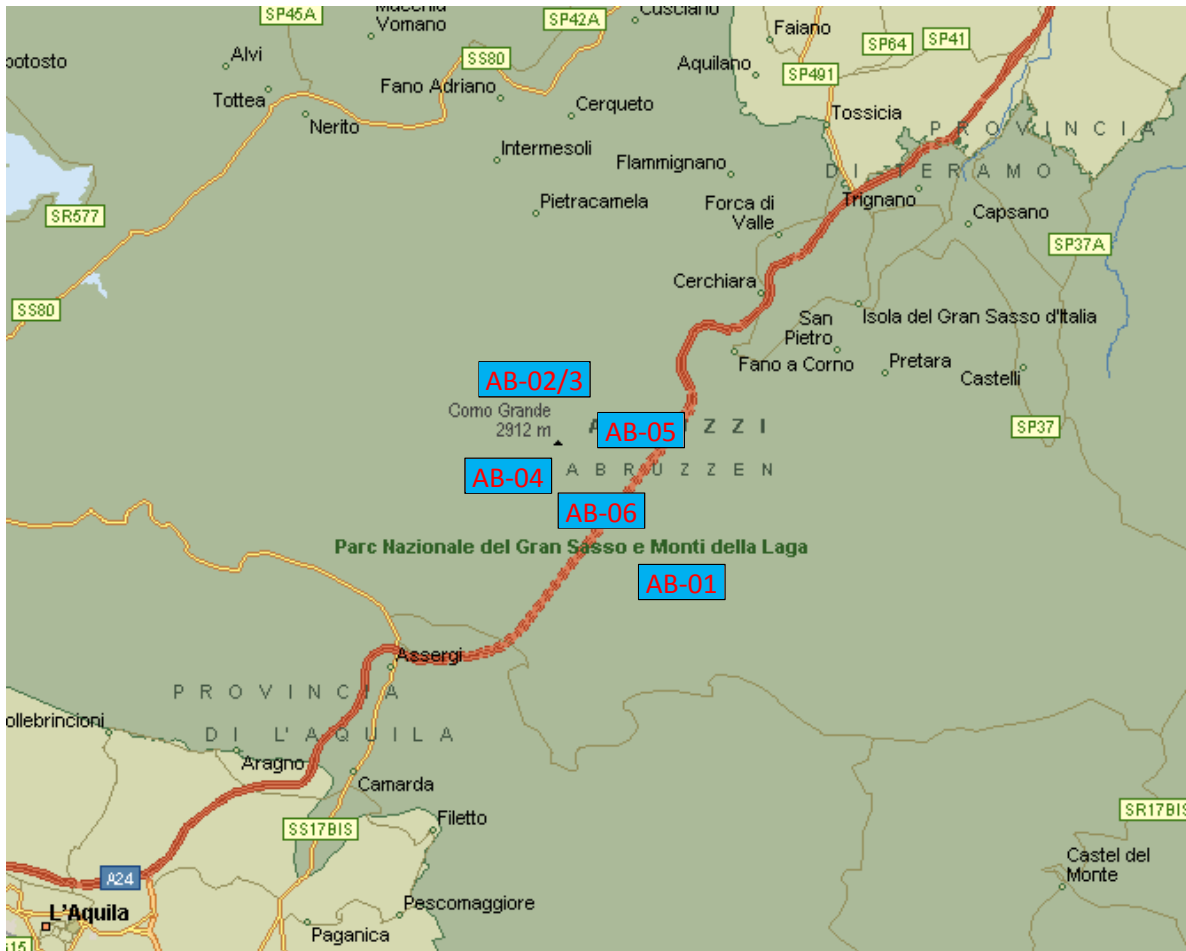 SP45A
Vomano
SP42A
Cusciano
Faiano
SP64
SP41
potosto
Alvi
SS80
Aquilano
SP491
Tottea
Fano Adriano
Cerqueto
Nerito
Tossicia
PROVINCIA
Intermesoli
Flammignano
DI TERAMO
Trignano
SR577
Pietracamela
Forca di
Valle
Capsano
SP37A
SS80
Cerchiara
San
Pietro
Isola del Gran Sasso d'Italia
Fano a Corno
Pretara
Castelli
AB-02/3
Corno Grande
2912 m
A
AB-05
ZZI
SP37
AB-04
ABRUZZEN
AB-06
Parc Nazionale del Gran Sasso e Monti della Laga
AB-01
Assergi
PROVINCIA
DI L'AQUILA
ollebrincioni
Aragno
Camarda
SS17BIS
Filetto
SR17BIS
A24
Castel del
Monte
L'Aquila
Pescomaggiore
Paganica